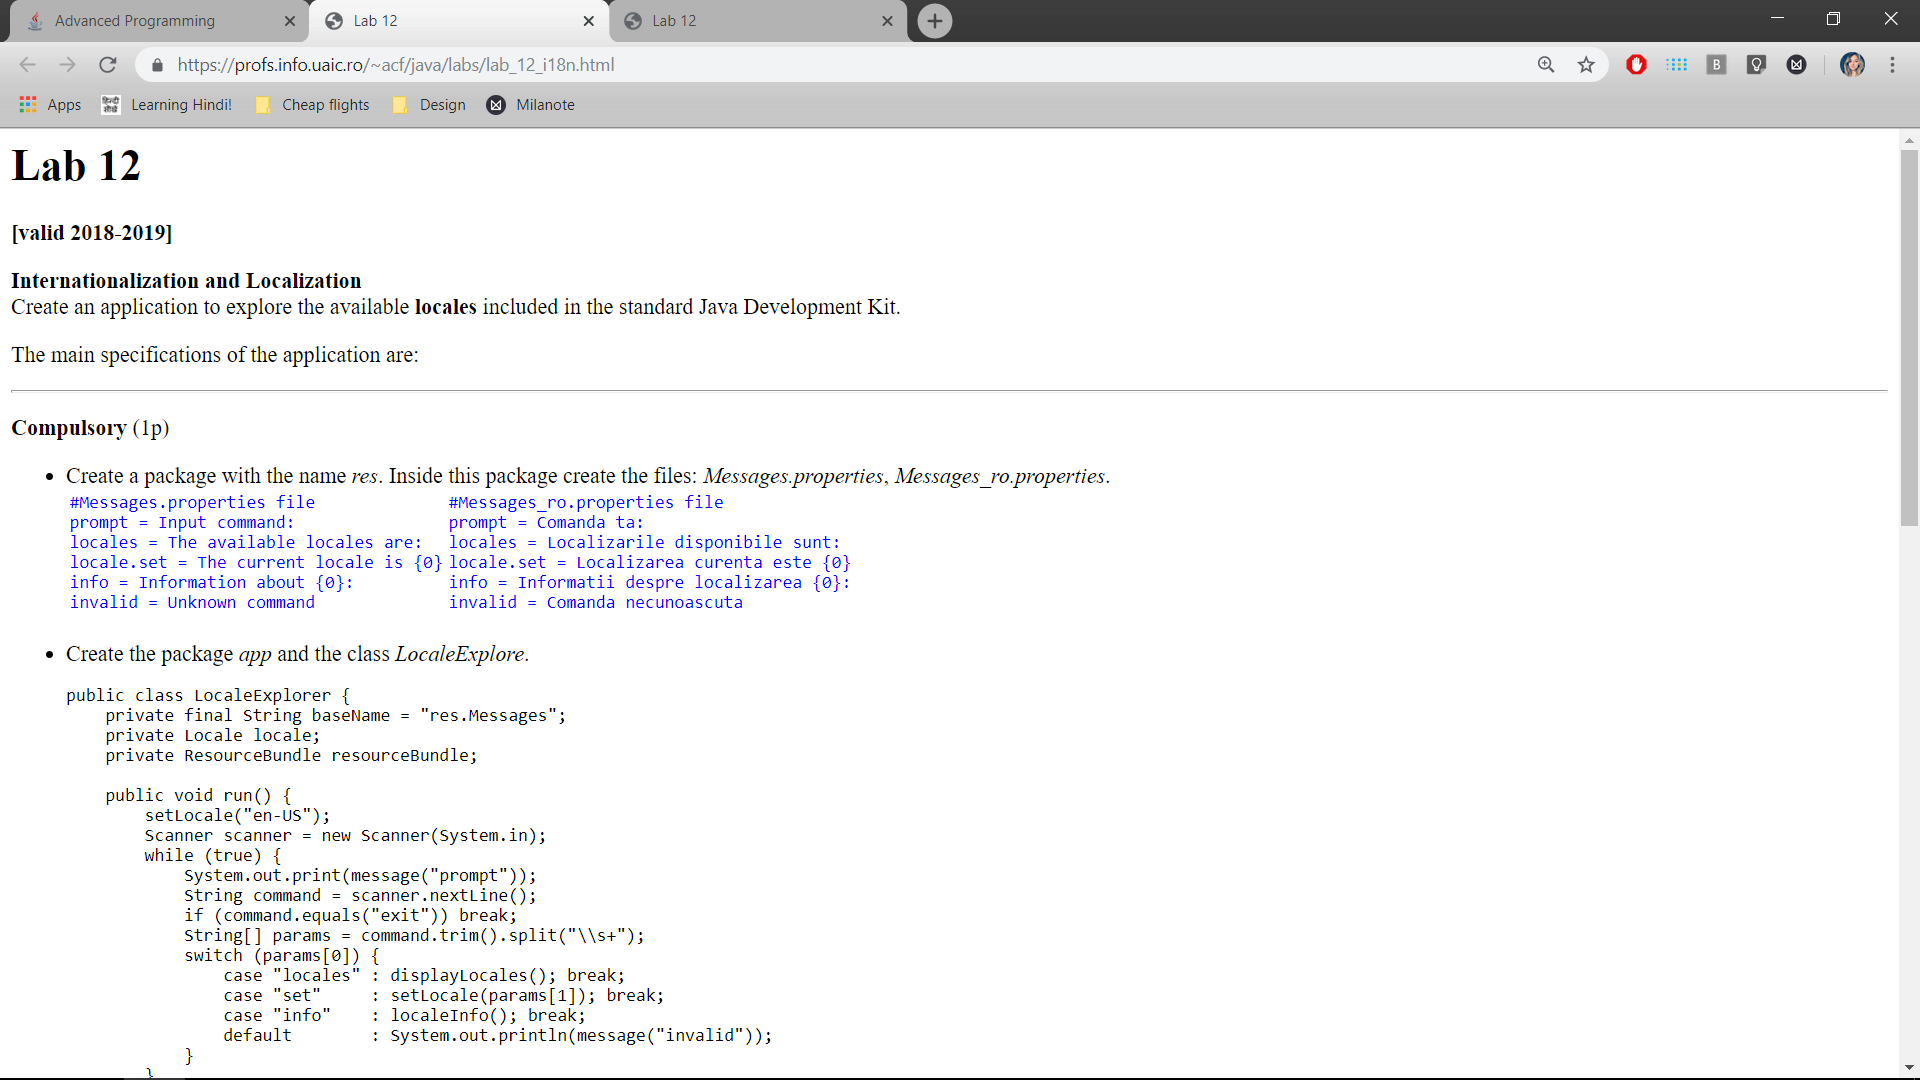 Advanced Programming
Lab 12
Lab 12
https://profs.info.uaic.ro/~acf/java/labs/lab_12_i18n.html
B
Apps
Learning Hindi!
Cheap flights
Design
Milanote
Lab 12
[valid 2018-2019]
Internationalization and Localization
Create an application to explore the available locales included in the standard Java Development Kit.
The main specifications of the application are:
Compulsory (1p)
• Create a package with the name res. Inside this package create the files: Messages.properties, Messages_ro.properties.
#Messages.properties file
prompt = Input command:
locales = The available locales are:
locale.set = The current locale is {0}
info = Information about {0}:
invalid = Unknown command
#Messages_ro.properties file
prompt = Comanda ta:
locales = Localizarile disponibile sunt:
locale.set = Localizarea curenta este {0}
info = Informatii despre localizarea {0}:
invalid = Comanda necunoascuta
• Create the package app and the class LocaleExplore.
public class LocaleExplorer {
    private final String baseName = "res.Messages";
    private Locale locale;
    private ResourceBundle resourceBundle;
    public void run() {
        setLocale("en-US");
        Scanner scanner = new Scanner(System.in);
        while (true) {
            System.out.print(message("prompt"));
            String command = scanner.nextLine();
            if (command.equals("exit")) break;
            String[] params = command.trim().split("\\s+");
            switch (params[0]) {
                case "locales" : displayLocales(); break;
                case "set"     : setLocale(params[1]); break;
                case "info"    : localeInfo(); break;
                default        : System.out.println(message("invalid"));
            }
        }